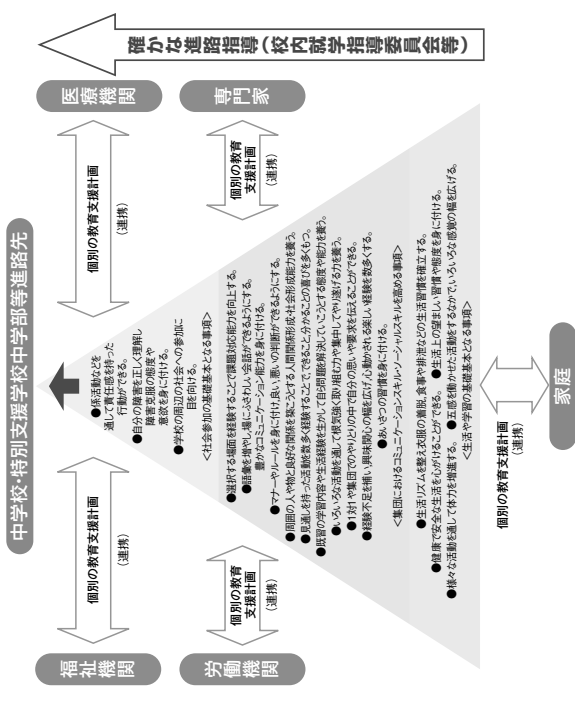 中学校・特別支援学校中学部等進路先
確かな進路指導（校内就学指導委員会等）
福祉機関
個別の教育支援計画
（連携）
医療機関
個別の教育支援計画
（連携）
労働機関
個別の教育
支援計画
（連携）
専門家
個別の教育
支援計画
（連携）
●係活動などを
通して責任感を持った
行動ができる。
●自分の障害を正しく理解し
障害克服の態度や
意欲を身に付ける。
●学校の周辺の社会への参加に
目を向ける。
＜社会参加の基礎基本となる事項＞
●選択する場面を経験することで課題対応能力を向上する。
●語彙を増やし場にふさわしい会話ができるようにする。
豊かなコミュニケーション能力を身に付ける。
●マナーやルールを身に付け良い、悪いの判断ができるようにする。
●周囲の人や物と良好な関係を築こうとする人間関係形成・社会形成能力を養う。
●見通しを持った活動を数多く経験することでできること、分かることの喜びを多くもつ。
●既習の学習内容や生活経験を生かして自ら問題を解決していこうとする態度や能力を養う。
●いろいろな活動を通して根気強く取り組む力や集中してやり遂げる力を養う。
●1対1や集団でのやりとりの中で自分の思いや要求を伝えることができる。
●経験不足を補い、興味関心の幅を広げ、心動かされる楽しい経験を数多くする。
●あいさつの習慣を身に付ける。
＜集団におけるコミュニケーションスキル・ソーシャルスキルを高める事項＞
●生活リズムを整え衣服の着脱、食事や排泄などの生活習慣を確立する。
●健康で安全な生活を心がけることができる。 ●生活上の望ましい習慣や態度を身に付ける。
●様々な活動を通して体力を増進する。 ●五感を働かせた活動をするなかで、いろいろな感覚の幅を広げる。
＜生活や学習の基礎基本となる事項＞
個別の教育支援計画
（連携）
家庭